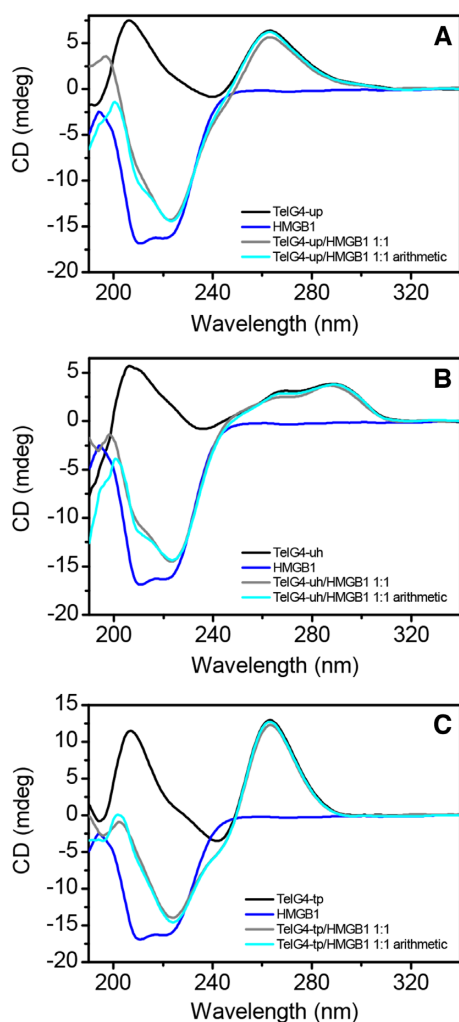 A
CD (mdeg)
5
0
-5
-10
-15
-20
TelG4-up
HMGB1
TelG4-up/HMGB1 1:1
TelG4-up/HMGB1 1:1 arithmetic
200 240 280 320
Wavelength (nm)
B
CD (mdeg)
5
0
-5
-10
-15
-20
TelG4-uh
HMGB1
TelG4-uh/HMGB1 1:1
TelG4-uh/HMGB1 1:1 arithmetic
200 240 280 320
Wavelength (nm)
C
CD (mdeg)
15
10
5
0
-5
-10
-15
-20
TelG4-tp
HMGB1
TelG4-tp/HMGB1 1:1
TelG4-tp/HMGB1 1:1 arithmetic
200 240 280 320
Wavelength (nm)